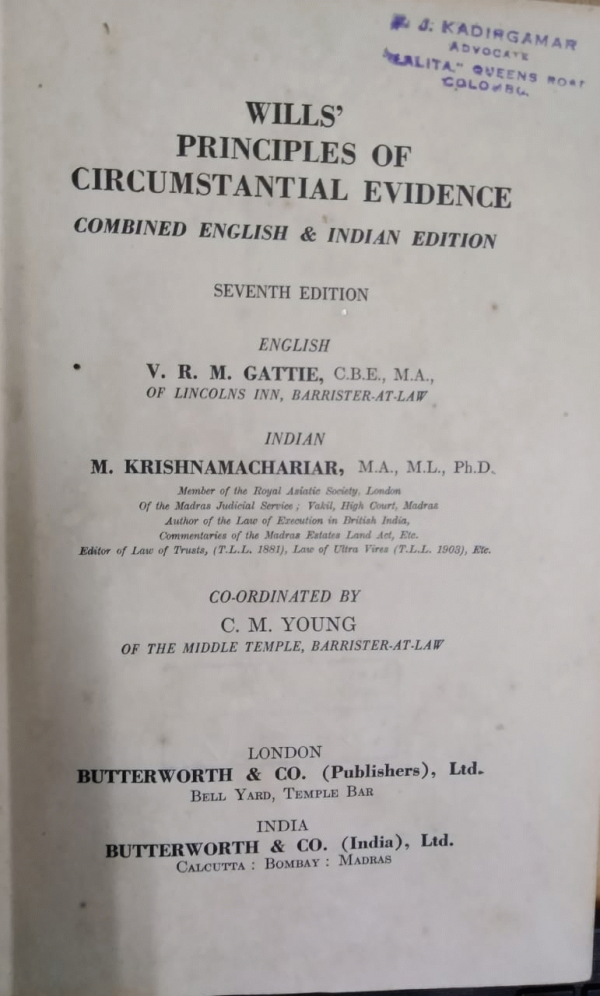 J. KADIRGAMAR
ADVOCATE
"LALITA," QUEENS ROAD
COLOMBO.
WILLS'
PRINCIPLES OF
CIRCUMSTANTIAL EVIDENCE
COMBINED ENGLISH & INDIAN EDITION
SEVENTH EDITION
ENGLISH
V. R. M. GATTIE, C.B.E., M.A.,
OF LINCOLNS INN, BARRISTER-AT-LAW
INDIAN
M. KRISHNAMACHARIAR, M.A., M.L., Ph.D.
Member of the Royal Asiatic Society, London
Of the Madras Judicial Service; Vakil, High Court, Madras
Author of the Law of Execution in British India,
Commentaries of the Madras Estates Land Act, Etc.
Editor of Law of Trusts, (T.L.L. 1881), Law of Ultra Vires (T.L.L. 1903), Etc.
CO-ORDINATED BY
C. M. YOUNG
OF THE MIDDLE TEMPLE, BARRISTER-AT-LAW
LONDON
BUTTERWORTH & CO. (Publishers), Ltd.
BELL YARD, TEMPLE BAR
INDIA
BUTTERWORTH & CO. (India), Ltd.
CALCUTTA : BOMBAY : MADRAS